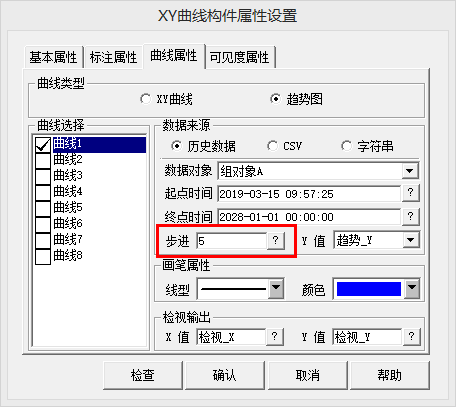 XY曲线构件属性设置
基本属性 标注属性 曲线属性 可见度属性
曲线类型
XY曲线 趋势图
曲线选择
曲线1
曲线2
曲线3
曲线4
曲线5
曲线6
曲线7
曲线8
数据来源
历史数据 CSV 字符串
数据对象 组对象A
起点时间 2019-03-15 09:57:25 ?
终点时间 2028-01-01 00:00:00 ?
步进 5 ? Y 值 趋势_Y
画笔属性
线型 颜色
检视输出
X 值 检视_X ? Y 值 检视_Y ?
检查 确认 取消 帮助